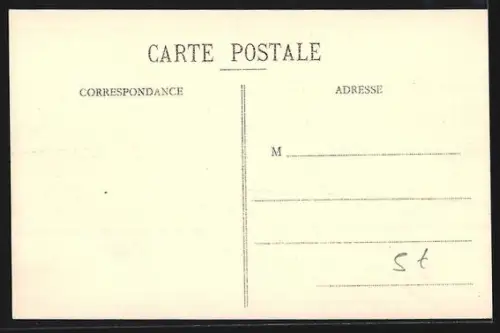 CARTE POSTALE
CORRESPONDANCE
ADRESSE
M
St